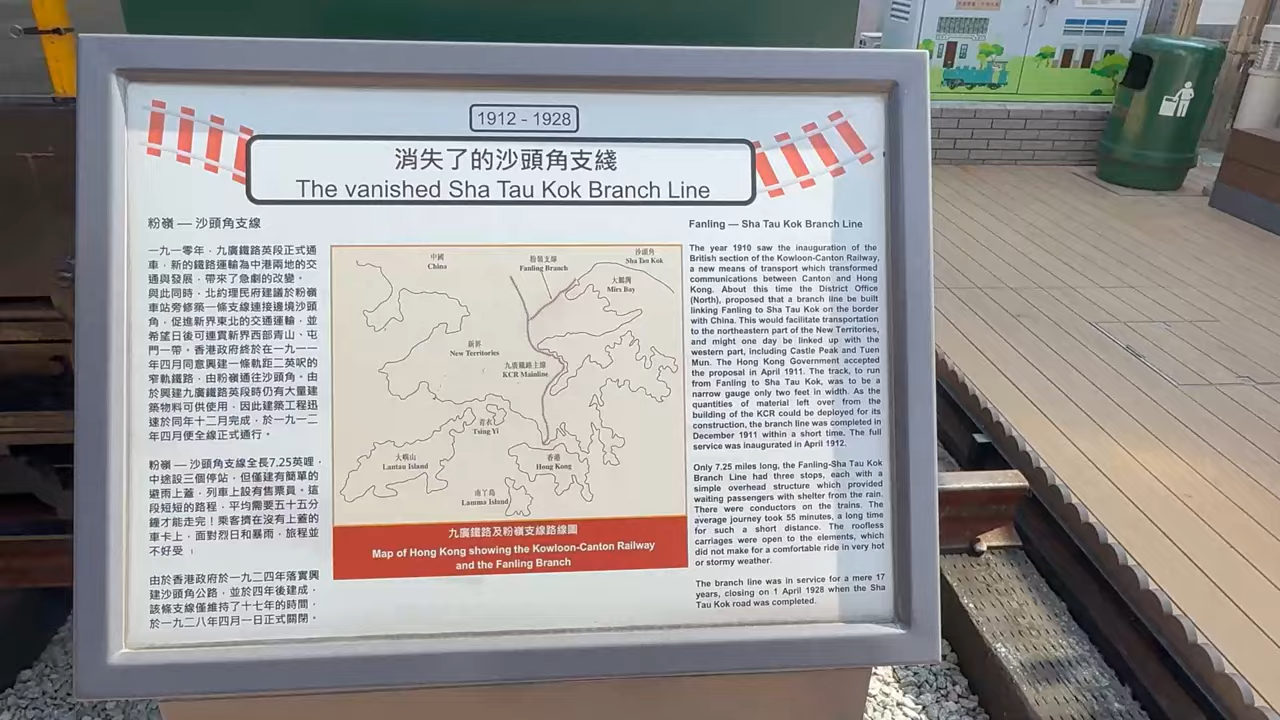 1912 - 1928
消失了的沙頭角支綫
The vanished Sha Tau Kok Branch Line
粉嶺 — 沙頭角支線
一九一零年，九廣鐵路英段正式通
車，新的鐵路運輸為中港兩地的交
通與發展，帶來了急劇的改變。
與此同時，北約理民府建議於粉嶺
車站旁修築一條支線連接邊境沙頭
角，促進新界東北的交通運輸，並
希望日後可連貫新界西部青山、屯
門一帶。香港政府終於在一九一一
年四月同意興建一條軌距二英呎的
窄軌鐵路，由粉嶺通往沙頭角。由
於興建九廣鐵路英段時仍有大量建
築物料可供使用，因此建築工程迅
速於同年十二月完成，於一九一二
年四月便全線正式通行。
粉嶺 — 沙頭角支線全長7.25英哩，
中途設三個停站，但僅建有簡單的
避雨上蓋，列車上設有售票員。這
段短短的路程，平均需要五十五分
鐘才能走完！乘客擠在沒有上蓋的
車卡上，面對烈日和暴雨，旅程並
不好受。
由於香港政府於一九二四年落實興
建沙頭角公路，並於四年後建成，
該條支線僅維持了十七年的時間，
於一九二八年四月一日正式關閉。
中國
China
粉嶺支線
Fanling Branch
沙頭角
Sha Tau Kok
大鵬灣
Mirs Bay
新界
New Territories
九廣鐵路主線
KCR Mainline
青衣
Tsing Yi
大嶼山
Lantau Island
香港
Hong Kong
南丫島
Lamma Island
九廣鐵路及粉嶺支線路線圖
Map of Hong Kong showing the Kowloon-Canton Railway
and the Fanling Branch
Fanling — Sha Tau Kok Branch Line
The year 1910 saw the inauguration of the
British section of the Kowloon-Canton Railway,
a new means of transport which transformed
communications between Canton and Hong
Kong. About this time the District Office
(North), proposed that a branch line be built
linking Fanling to Sha Tau Kok on the border
with China. This would facilitate transportation
to the northeastern part of the New Territories,
and might one day be linked up with the
western part, including Castle Peak and Tuen
Mun. The Hong Kong Government accepted
the proposal in April 1911. The track, to run
from Fanling to Sha Tau Kok, was to be a
narrow gauge only two feet in width. As the
quantities of material left over from the
building of the KCR could be deployed for its
construction, the branch line was completed in
December 1911 within a short time. The full
service was inaugurated in April 1912.
Only 7.25 miles long, the Fanling-Sha Tau Kok
Branch Line had three stops, each with a
simple overhead structure which provided
waiting passengers with shelter from the rain.
There were conductors on the trains. The
average journey took 55 minutes, a long time
for such a short distance. The roofless
carriages were open to the elements, which
did not make for a comfortable ride in very hot
or stormy weather.
The branch line was in service for a mere 17
years, closing on 1 April 1928 when the Sha
Tau Kok road was completed.